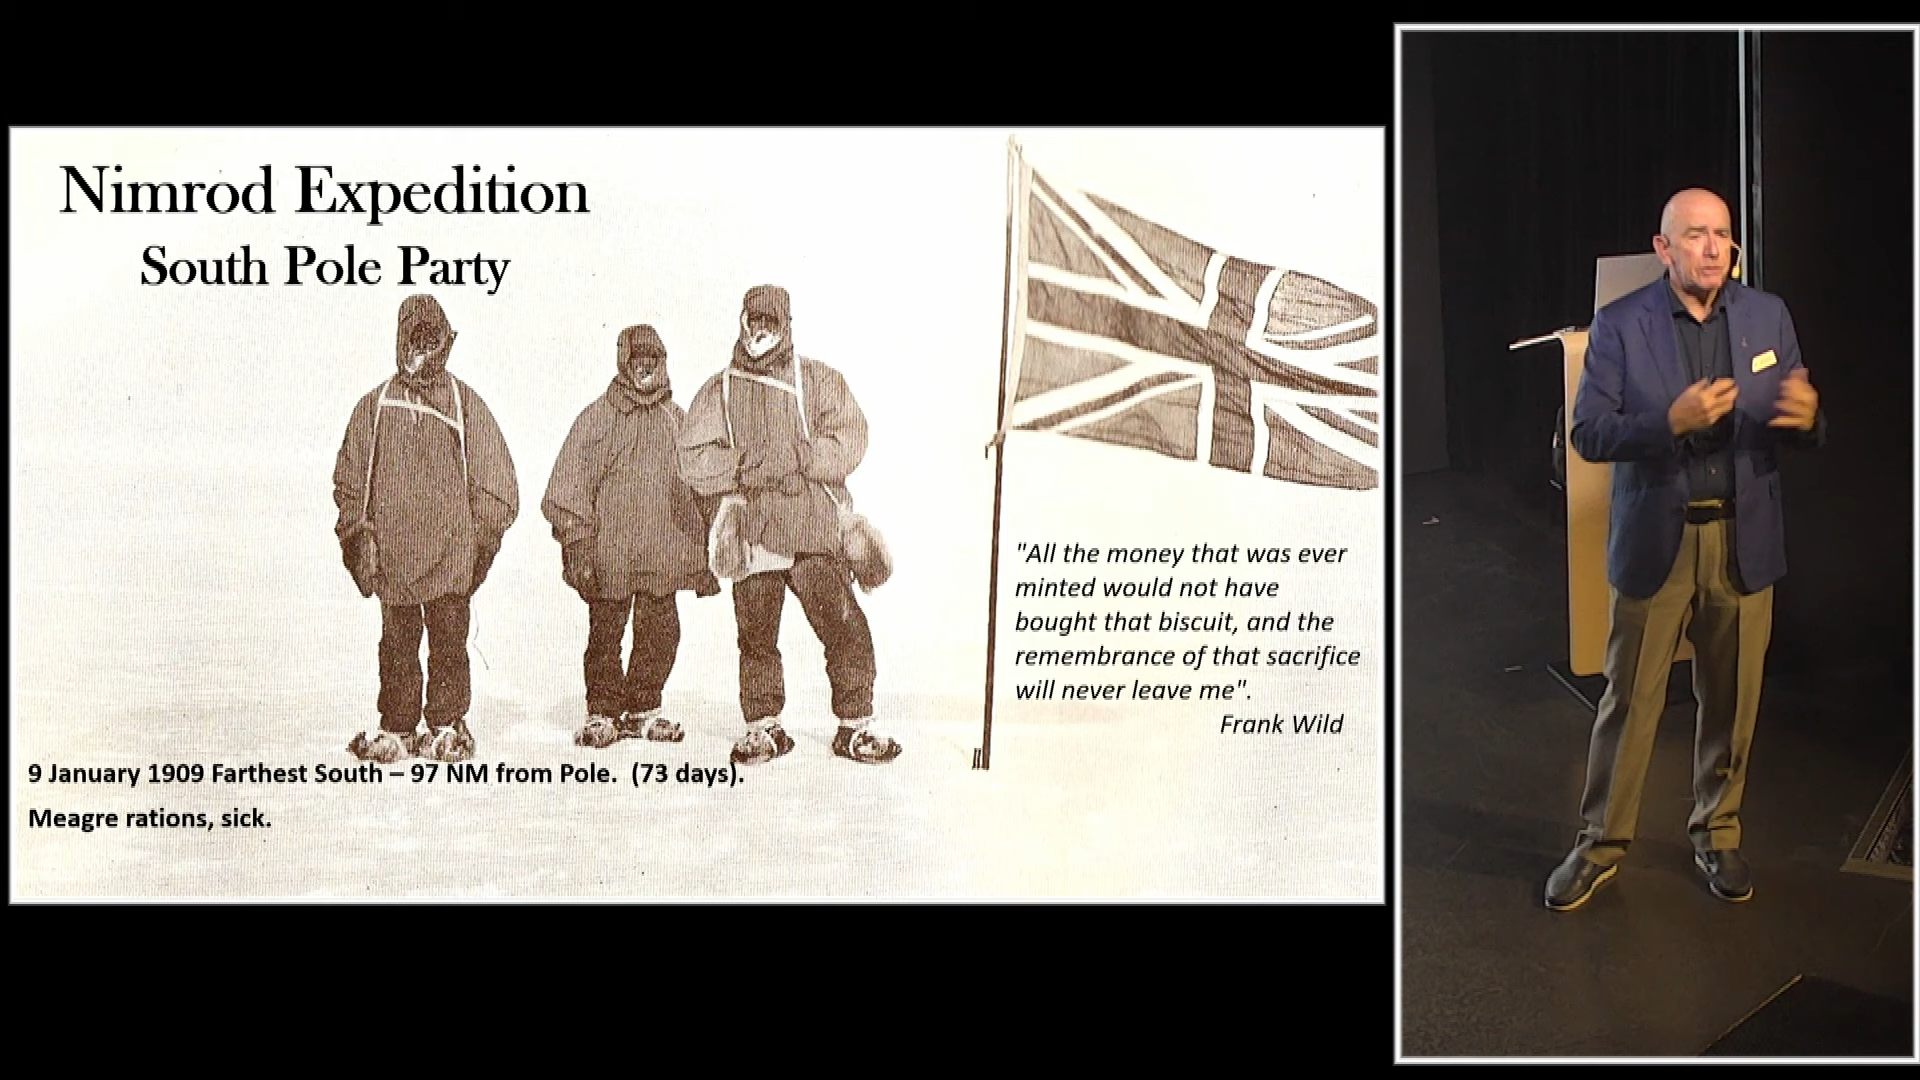 Nimrod Expedition
South Pole Party
"All the money that was ever
minted would not have
bought that biscuit, and the
remembrance of that sacrifice
will never leave me".
Frank Wild
9 January 1909 Farthest South – 97 NM from Pole.  (73 days).
Meagre rations, sick.